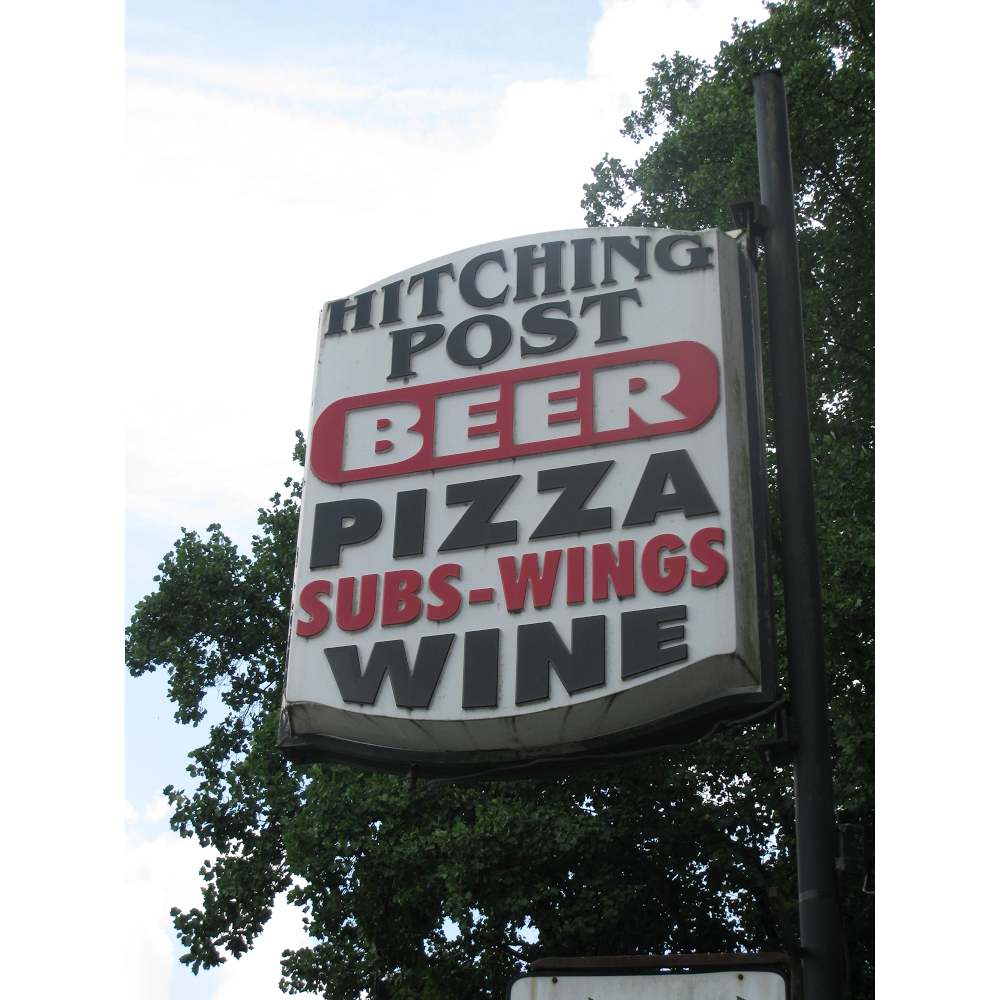 HITCHING
POST
BEER
PIZZA
SUBS-WINGS
WINE